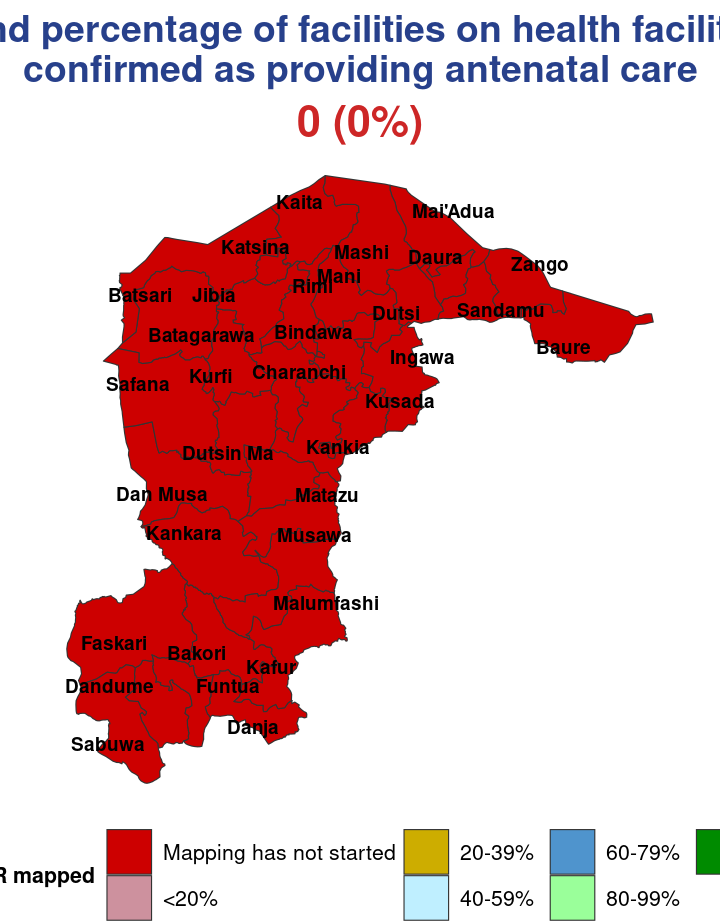 nd percentage of facilities on health facilit
confirmed as providing antenatal care
0 (0%)
Kaita
Mai'Adua
Katsina
Mashi
Daura
Zango
Mani
Rimi
Batsari
Jibia
Dutsi
Sandamu
Batagarawa
Bindawa
Baure
Ingawa
Charanchi
Kurfi
Safana
Kusada
Kankia
Dutsin Ma
Dan Musa
Matazu
Kankara
Musawa
Malumfashi
Faskari
Bakori
Kafur
Dandume
Funtua
Danja
Sabuwa
R mapped
Mapping has not started
<20%
20-39%
40-59%
60-79%
80-99%